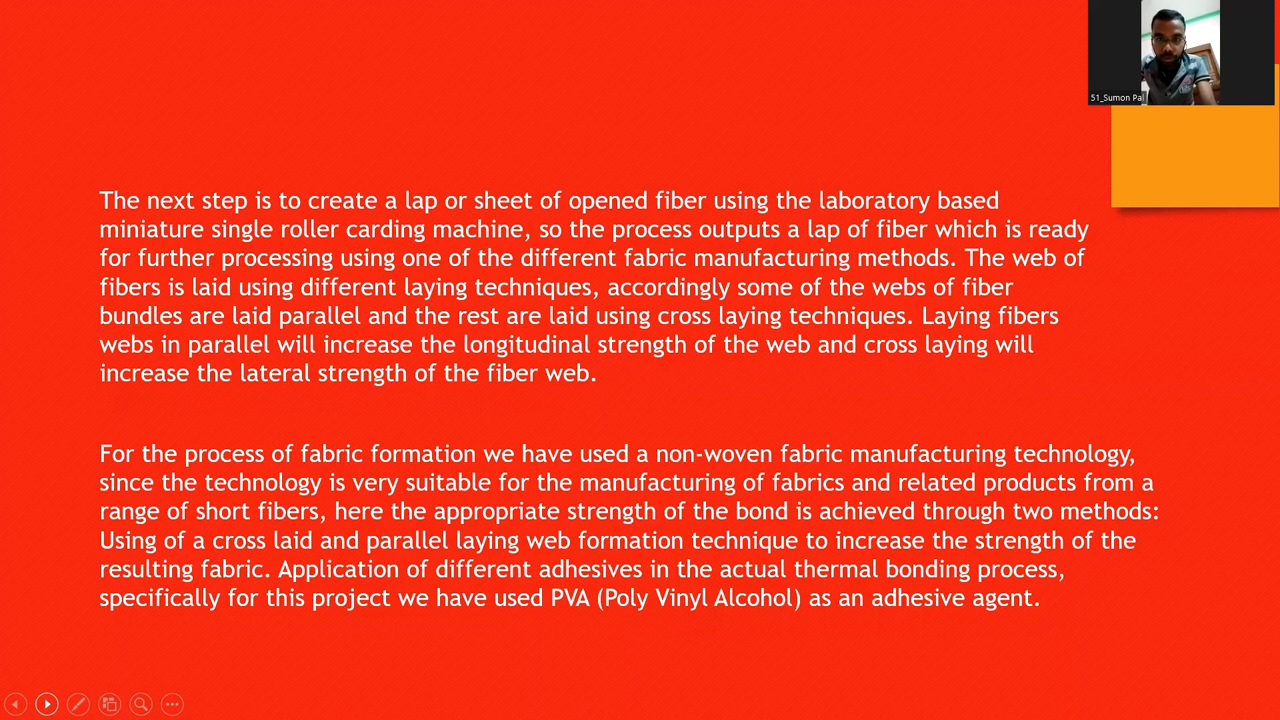 51_Sumon Pal
The next step is to create a lap or sheet of opened fiber using the laboratory based
miniature single roller carding machine, so the process outputs a lap of fiber which is ready
for further processing using one of the different fabric manufacturing methods. The web of
fibers is laid using different laying techniques, accordingly some of the webs of fiber
bundles are laid parallel and the rest are laid using cross laying techniques. Laying fibers
webs in parallel will increase the longitudinal strength of the web and cross laying will
increase the lateral strength of the fiber web.
For the process of fabric formation we have used a non-woven fabric manufacturing technology,
since the technology is very suitable for the manufacturing of fabrics and related products from a
range of short fibers, here the appropriate strength of the bond is achieved through two methods:
Using of a cross laid and parallel laying web formation technique to increase the strength of the
resulting fabric. Application of different adhesives in the actual thermal bonding process,
specifically for this project we have used PVA (Poly Vinyl Alcohol) as an adhesive agent.